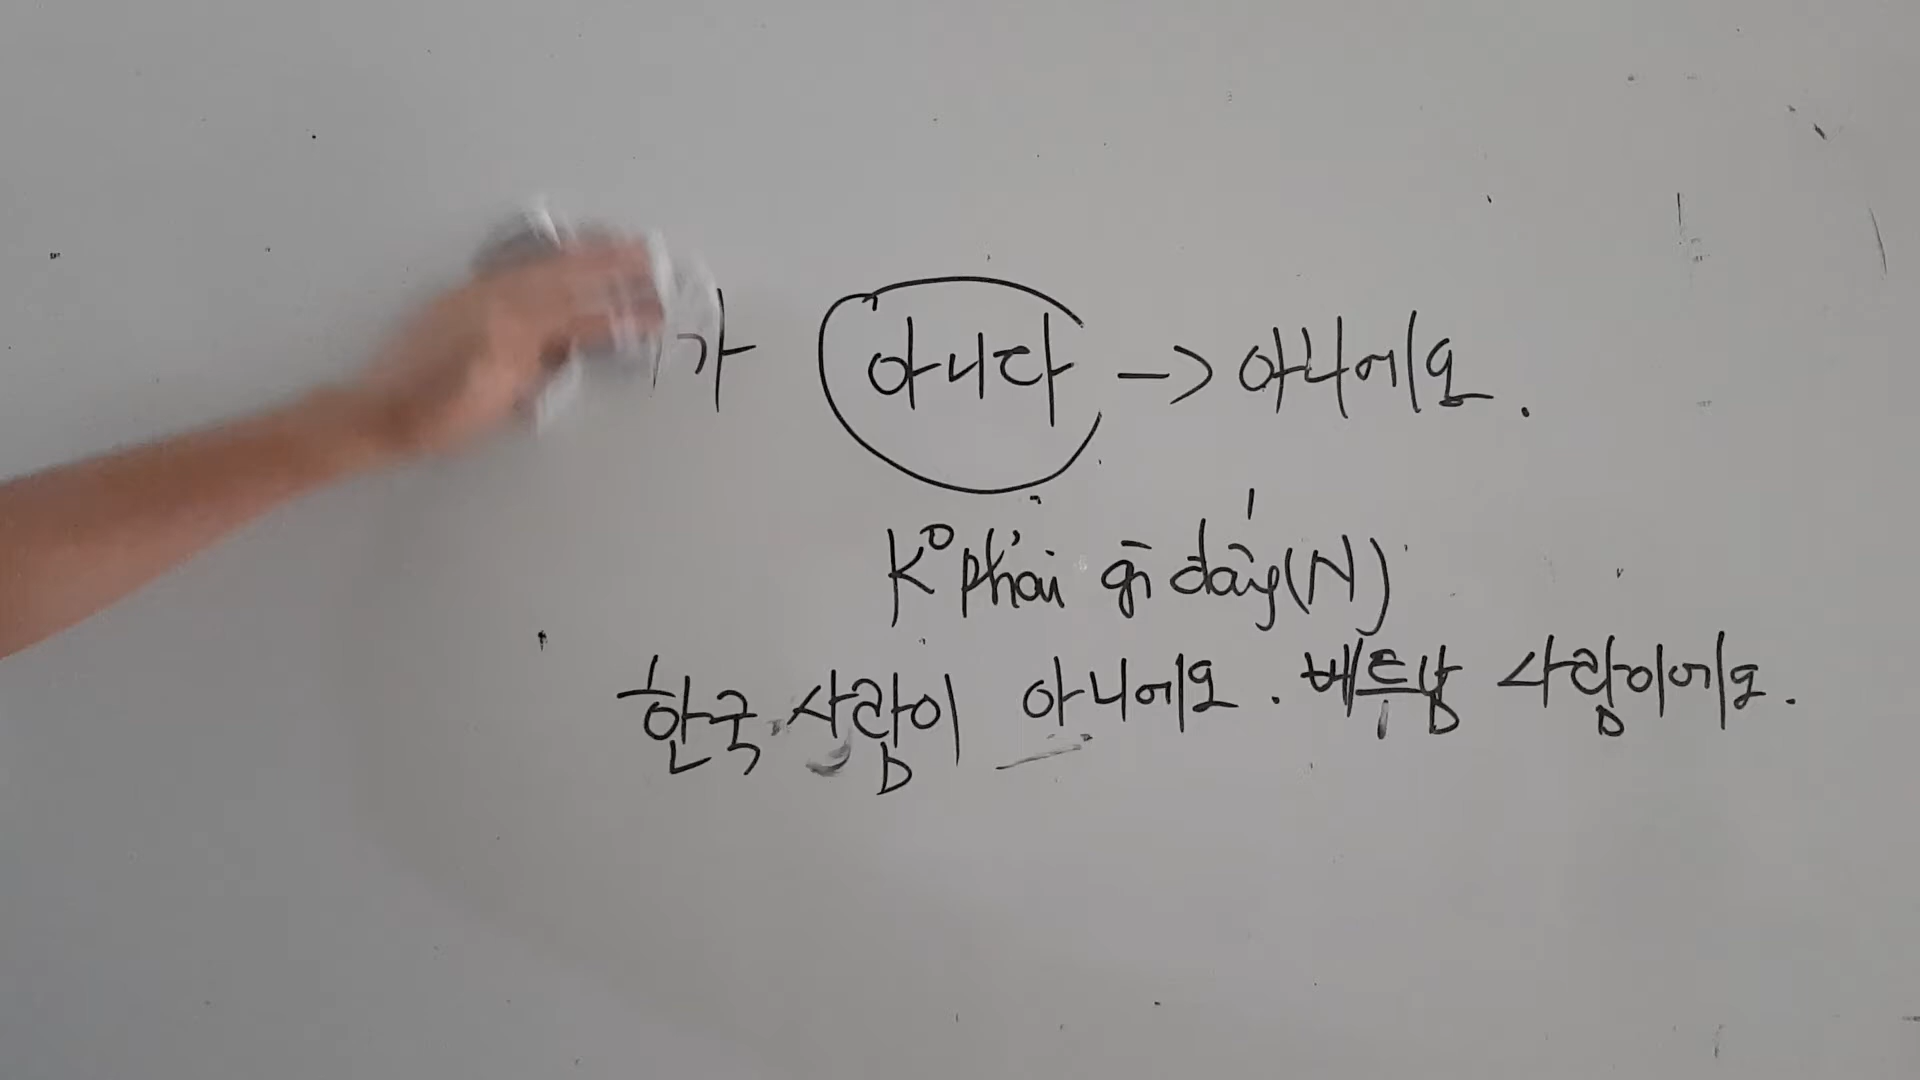 가 아니다 -> 아니에요.
K° phải gì đấy (N)
한국 사람이 아니에요. 베트남 사람이에요.